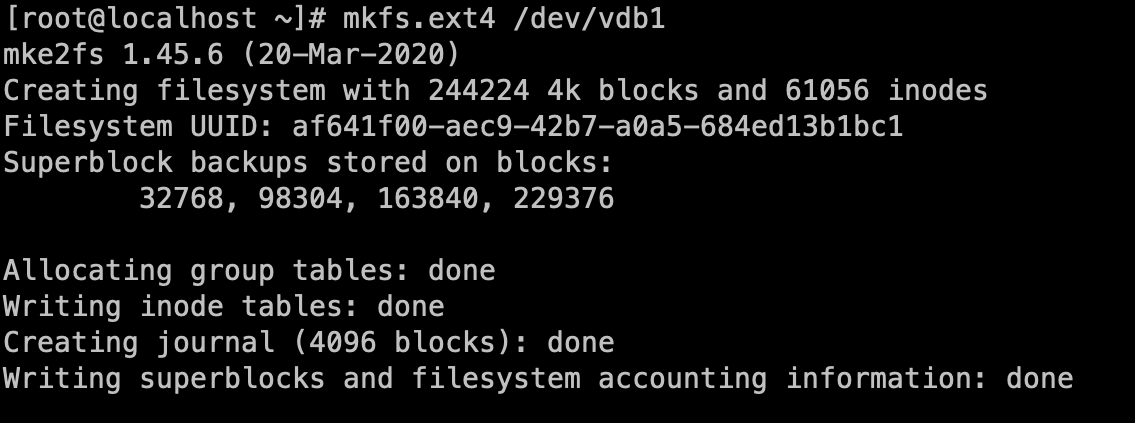 [root@localhost ~]# mkfs.ext4 /dev/vdb1
mke2fs 1.45.6 (20-Mar-2020)
Creating filesystem with 244224 4k blocks and 61056 inodes
Filesystem UUID: af641f00-aec9-42b7-a0a5-684ed13b1bc1
Superblock backups stored on blocks:
        32768, 98304, 163840, 229376

Allocating group tables: done
Writing inode tables: done
Creating journal (4096 blocks): done
Writing superblocks and filesystem accounting information: done